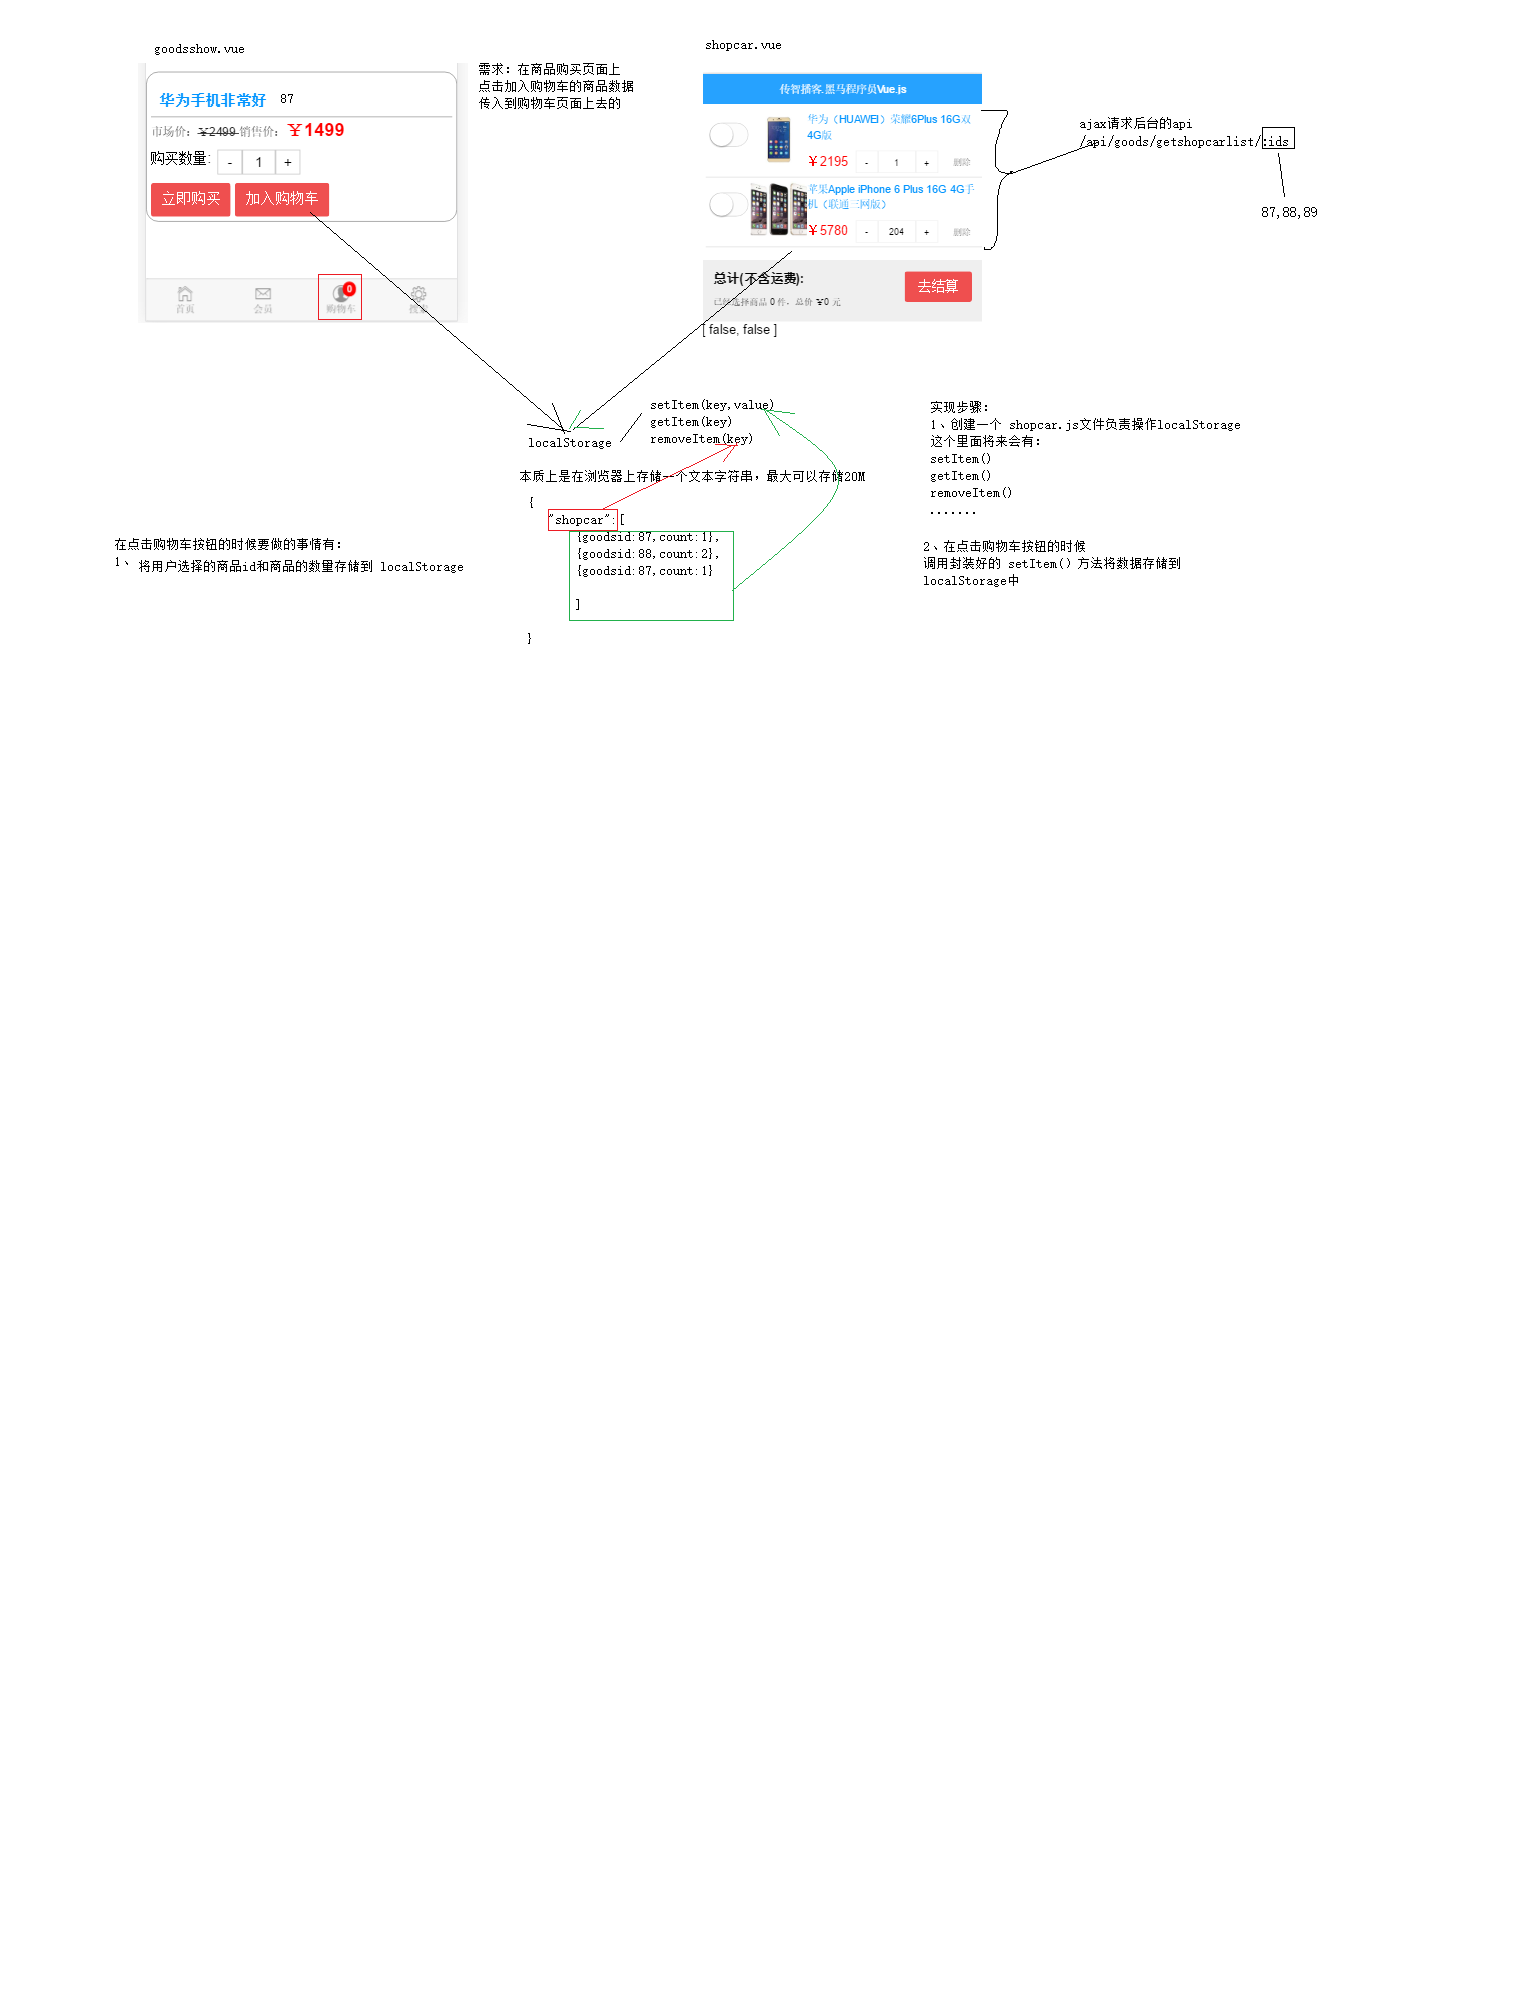 goodsshow.vue
华为手机非常好 87
市场价：￥2499 销售价：￥1499
购买数量: - 1 +
立即购买 加入购物车
0
首页 会员 购物车 搜索
需求：在商品购买页面上
点击加入购物车的商品数据
传入到购物车页面上去的
shopcar.vue
传智播客.黑马程序员Vue.js
华为（HUAWEI）荣耀6Plus 16G双
4G版
￥2195 - 1 + 删除
苹果Apple iPhone 6 Plus 16G 4G手
机（联通三网版）
￥5780 - 204 + 删除
总计(不含运费):
已经选择商品 0 件，总价 ￥0 元
去结算
[ false, false ]
ajax请求后台的api
/api/goods/getshopcarlist/:ids
87,88,89
localStorage
setItem(key,value)
getItem(key)
removeItem(key)
本质上是在浏览器上存储一个文本字符串，最大可以存储20M
{
"shopcar":[
{goodsid:87,count:1},
{goodsid:88,count:2},
{goodsid:87,count:1}
]
}
在点击购物车按钮的时候要做的事情有：
1、 将用户选择的商品id和商品的数量存储到 localStorage
实现步骤：
1、创建一个 shopcar.js文件负责操作localStorage
这个里面将来会有：
setItem()
getItem()
removeItem()
.......
2、在点击购物车按钮的时候
调用封装好的 setItem() 方法将数据存储到
localStorage中